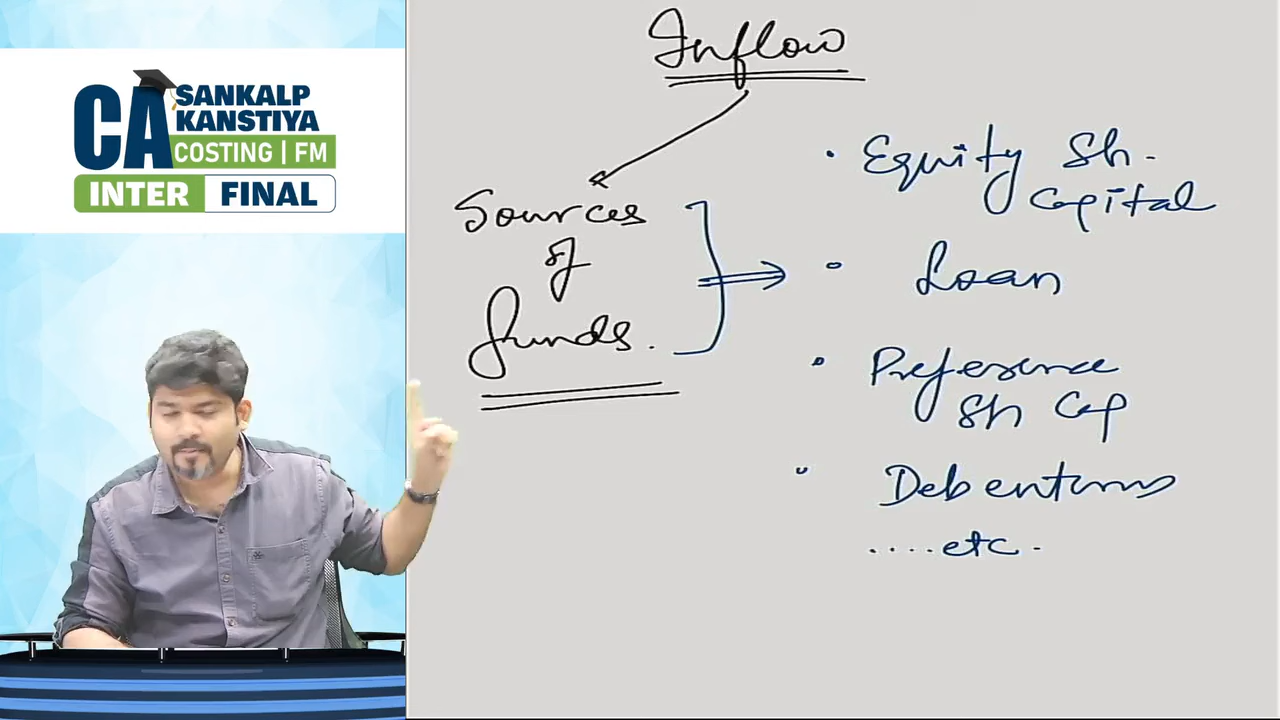 CA SANKALP
KANSTIYA
COSTING | FM
INTER FINAL
Inflow
Sources
of
funds.
• Equity Sh.
Capital
• Loan
• Preference
Sh Cap
• Debentures
....etc.